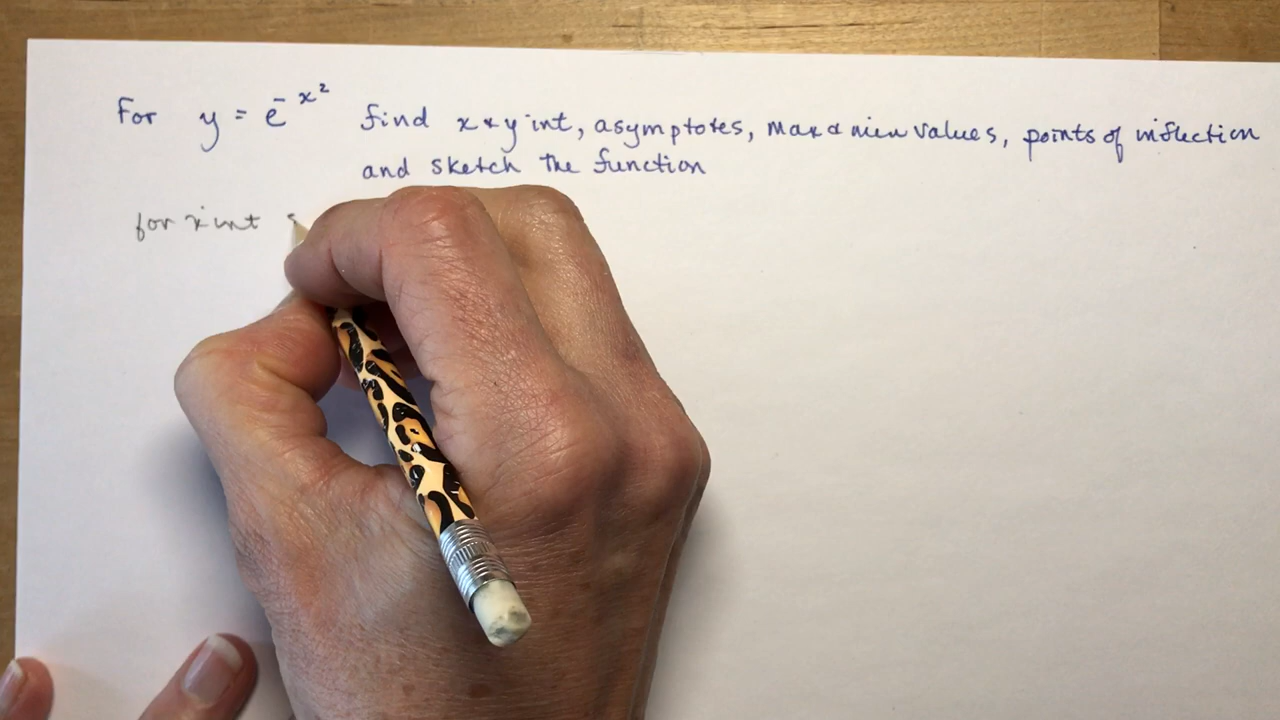 For y = e^-x² find x & y int, asymptotes, max & min values, points of inflection
and sketch the function
for x int